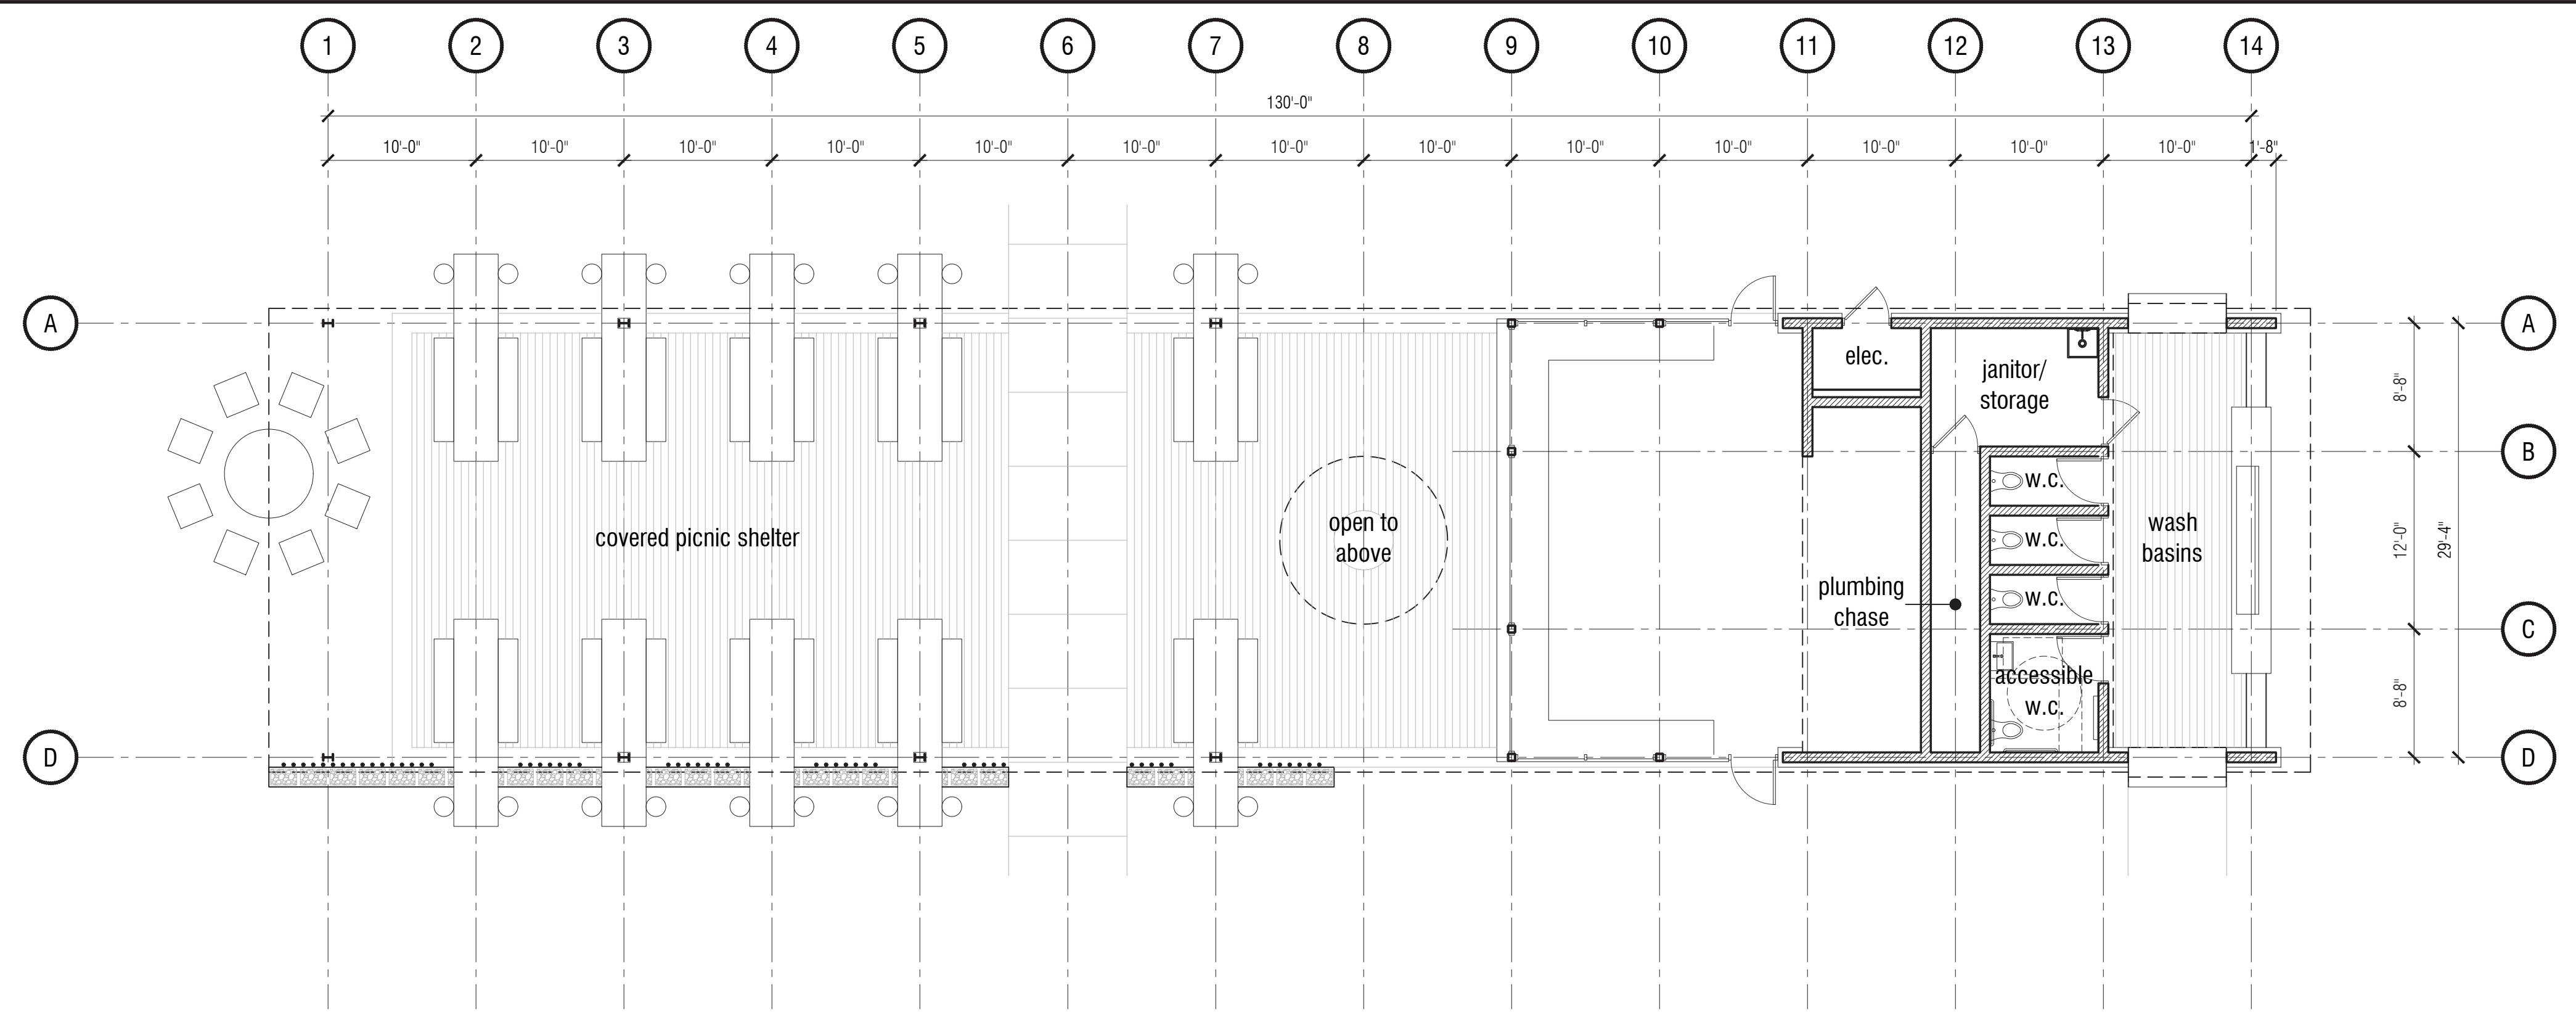 1 2 3 4 5 6 7 8 9 10 11 12 13 14
130'-0"
10'-0" 10'-0" 10'-0" 10'-0" 10'-0" 10'-0" 10'-0" 10'-0" 10'-0" 10'-0" 10'-0" 10'-0" 10'-0" 1'-8"
A A
elec.
janitor/
storage
8'-8"
B
w.c.
covered picnic shelter
open to
above
w.c.
wash
basins
12'-0"
29'-4"
plumbing
chase
w.c.
C
accessible
w.c.
8'-8"
D D